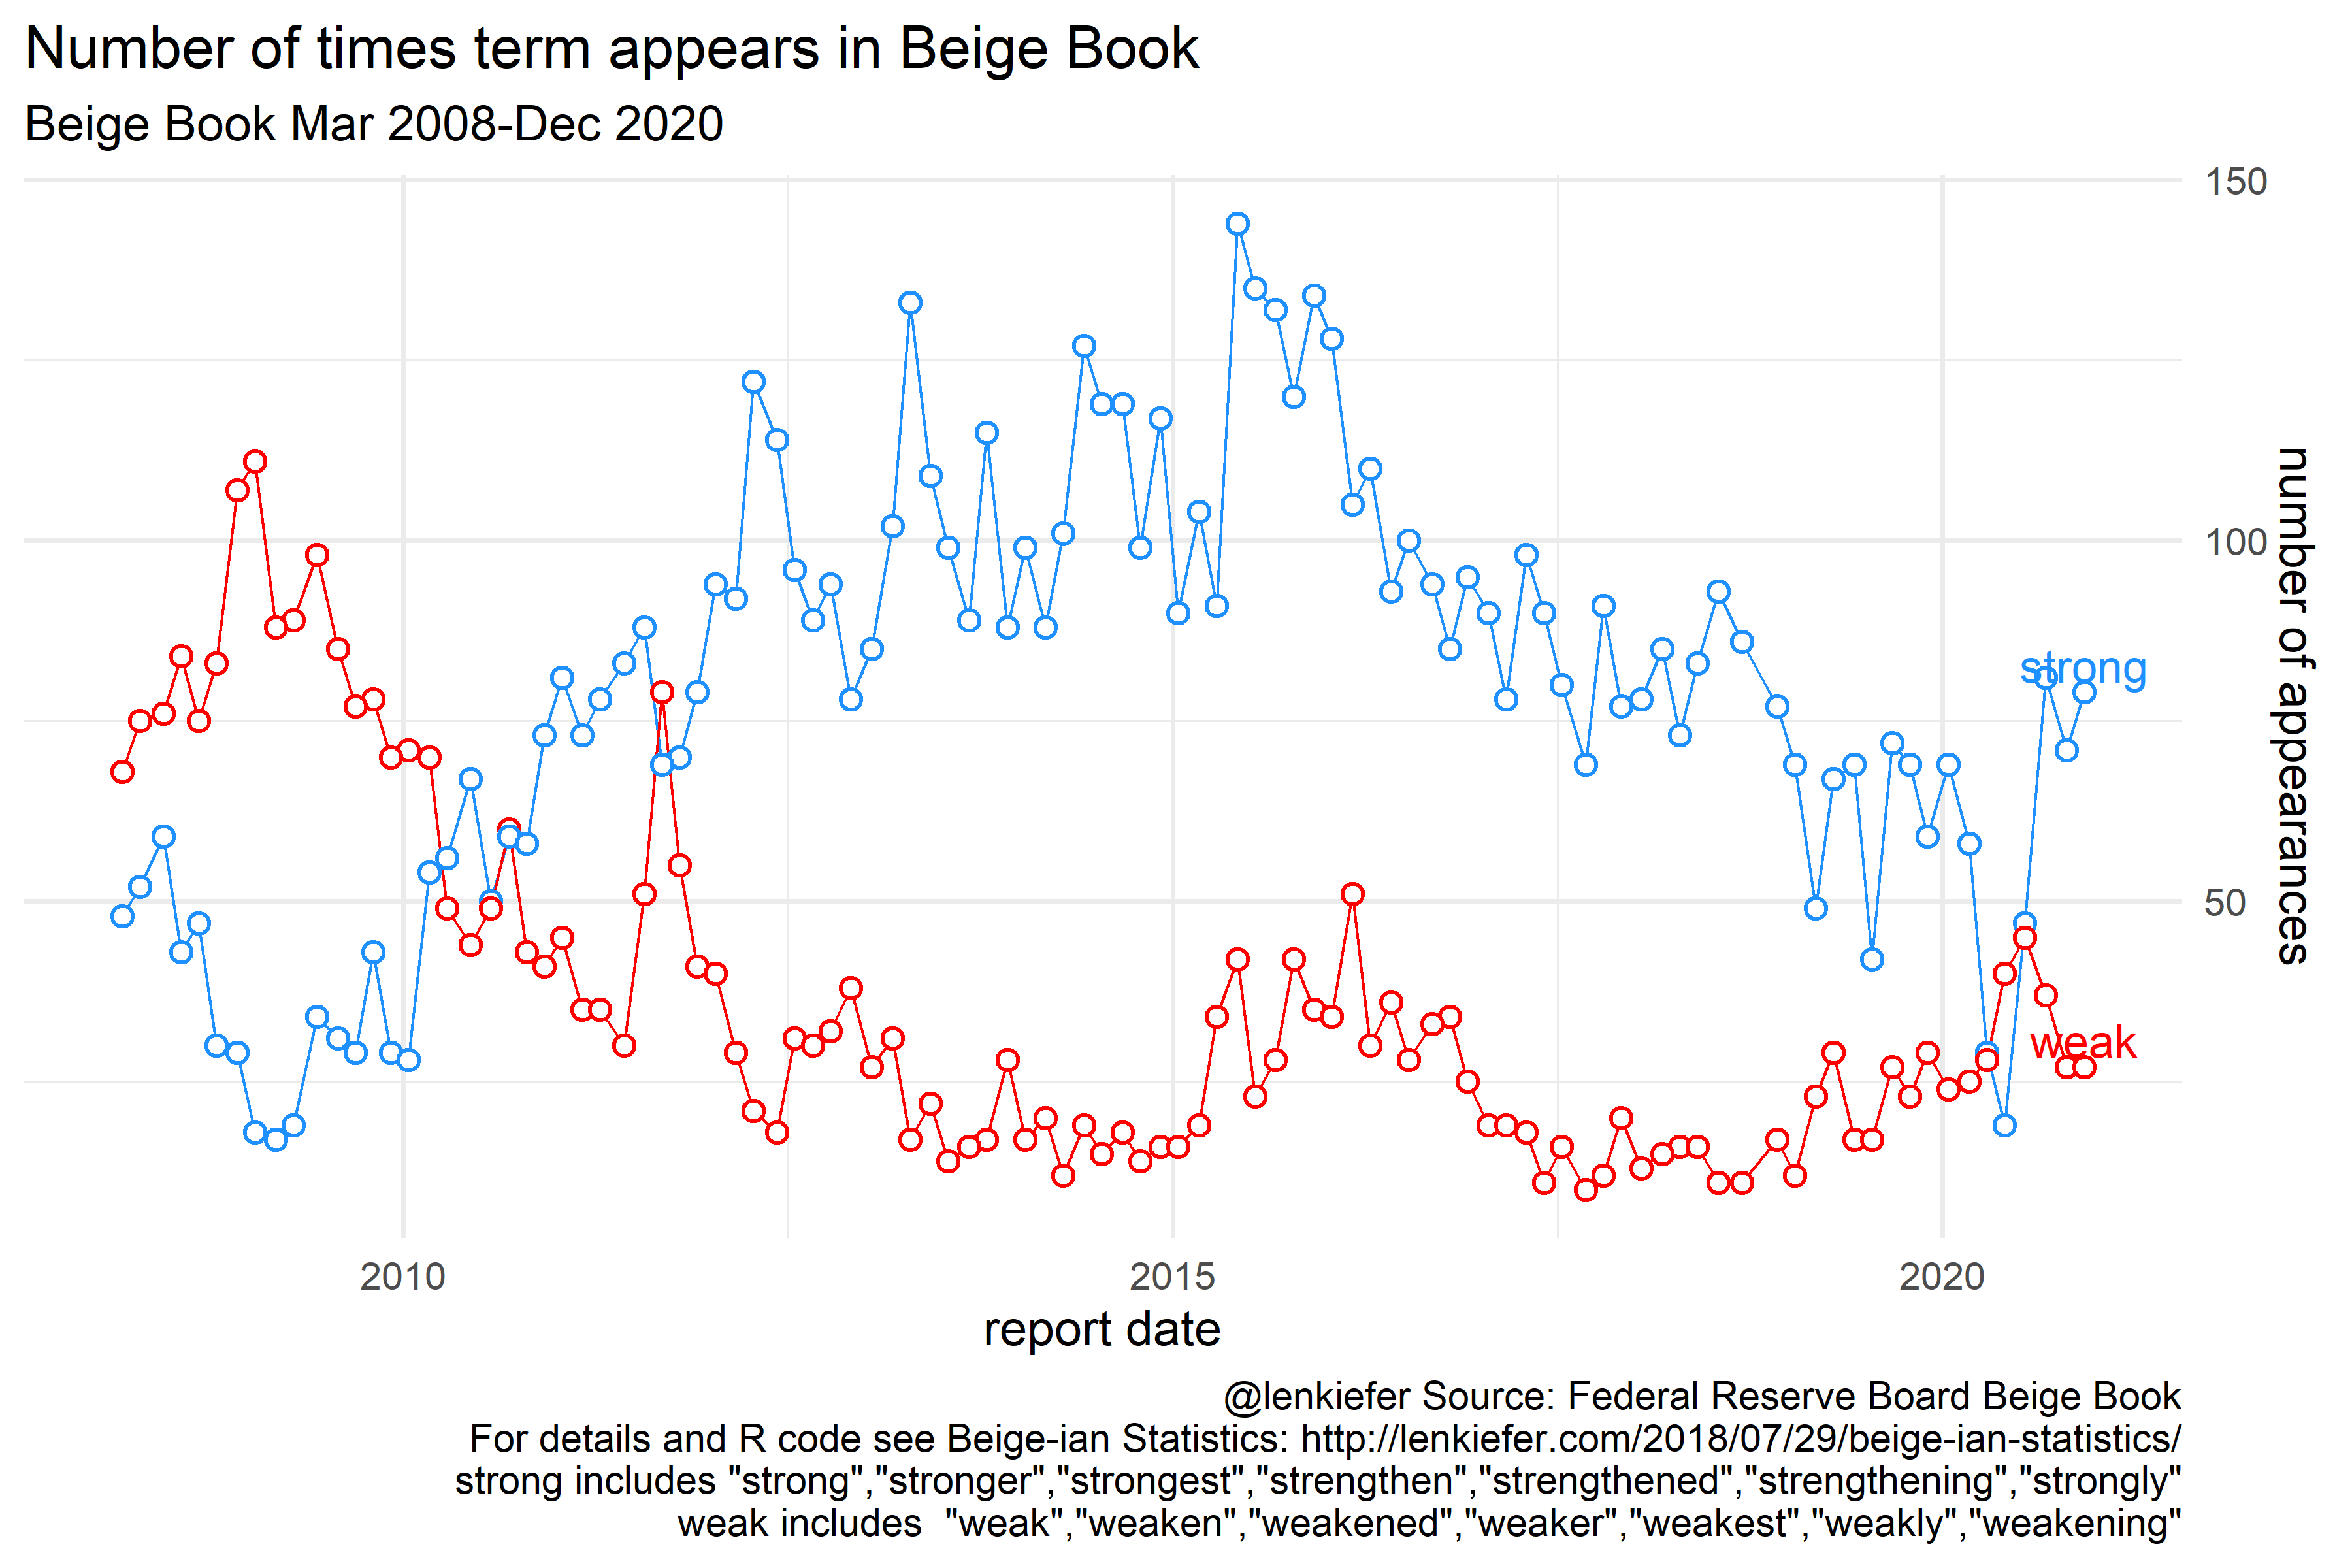 Number of times term appears in Beige Book
Beige Book Mar 2008-Dec 2020
150
100
50
number of appearances
strong
weak
2010
2015
2020
report date
@lenkiefer Source: Federal Reserve Board Beige Book
For details and R code see Beige-ian Statistics: http://lenkiefer.com/2018/07/29/beige-ian-statistics/
strong includes "strong","stronger","strongest","strengthen","strengthened","strengthening","strongly"
weak includes  "weak","weaken","weakened","weaker","weakest","weakly","weakening"